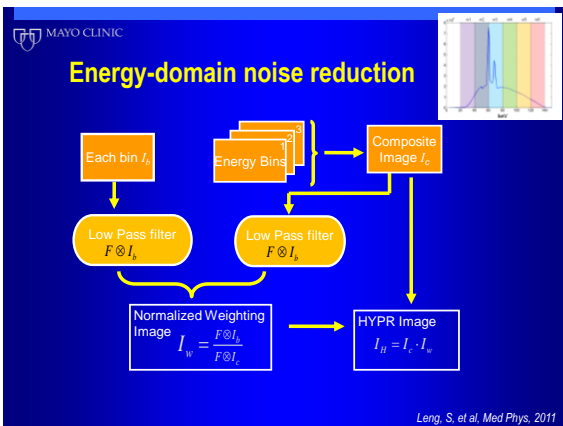 MAYO CLINIC
Energy-domain noise reduction
Each bin I_b
1
2
3
Energy Bins
Composite
Image I_c
Low Pass filter
F ⊗ I_b
Low Pass filter
F ⊗ I_b
Normalized Weighting
Image
I_w = F⊗I_b / F⊗I_c
HYPR Image
I_H = I_c · I_w
Leng, S, et al, Med Phys, 2011